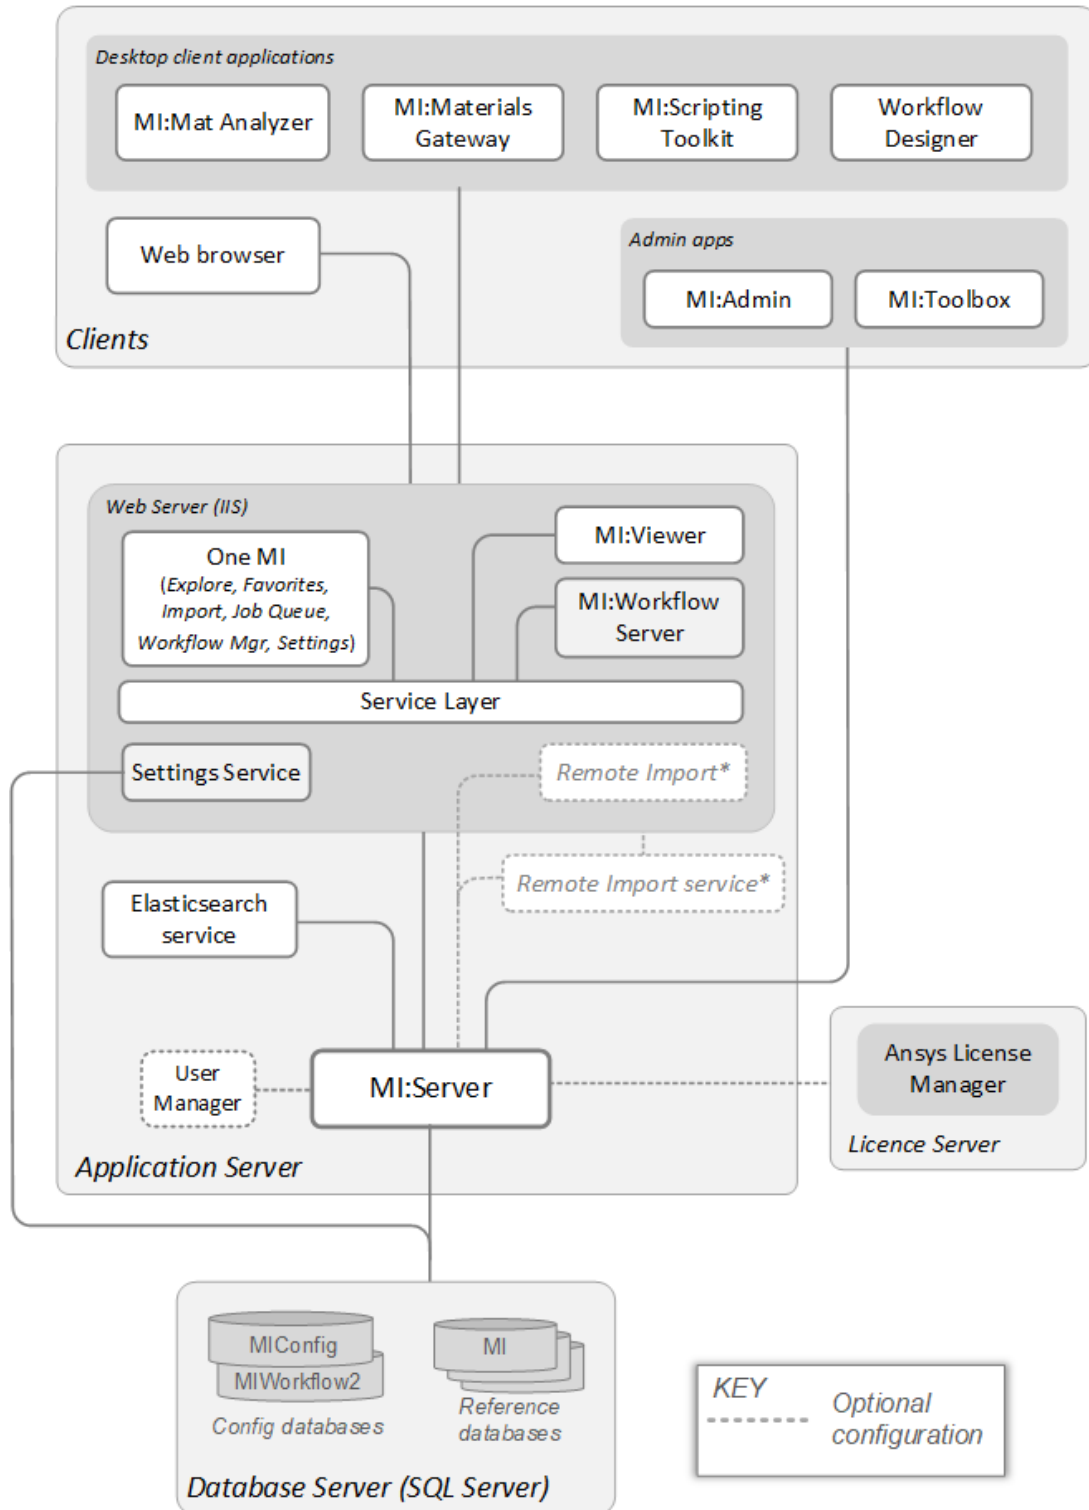 Desktop client applications
MI:Mat Analyzer
MI:Materials
Gateway
MI:Scripting
Toolkit
Workflow
Designer
Web browser
Admin apps
MI:Admin
MI:Toolbox
Clients
Web Server (IIS)
One MI
(Explore, Favorites,
Import, Job Queue,
Workflow Mgr, Settings)
MI:Viewer
MI:Workflow
Server
Service Layer
Settings Service
Remote Import*
Remote Import service*
Elasticsearch
service
User
Manager
MI:Server
Application Server
Ansys License
Manager
Licence Server
MIConfig
MIWorkflow2
Config databases
MI
Reference
databases
Database Server (SQL Server)
KEY
Optional
configuration